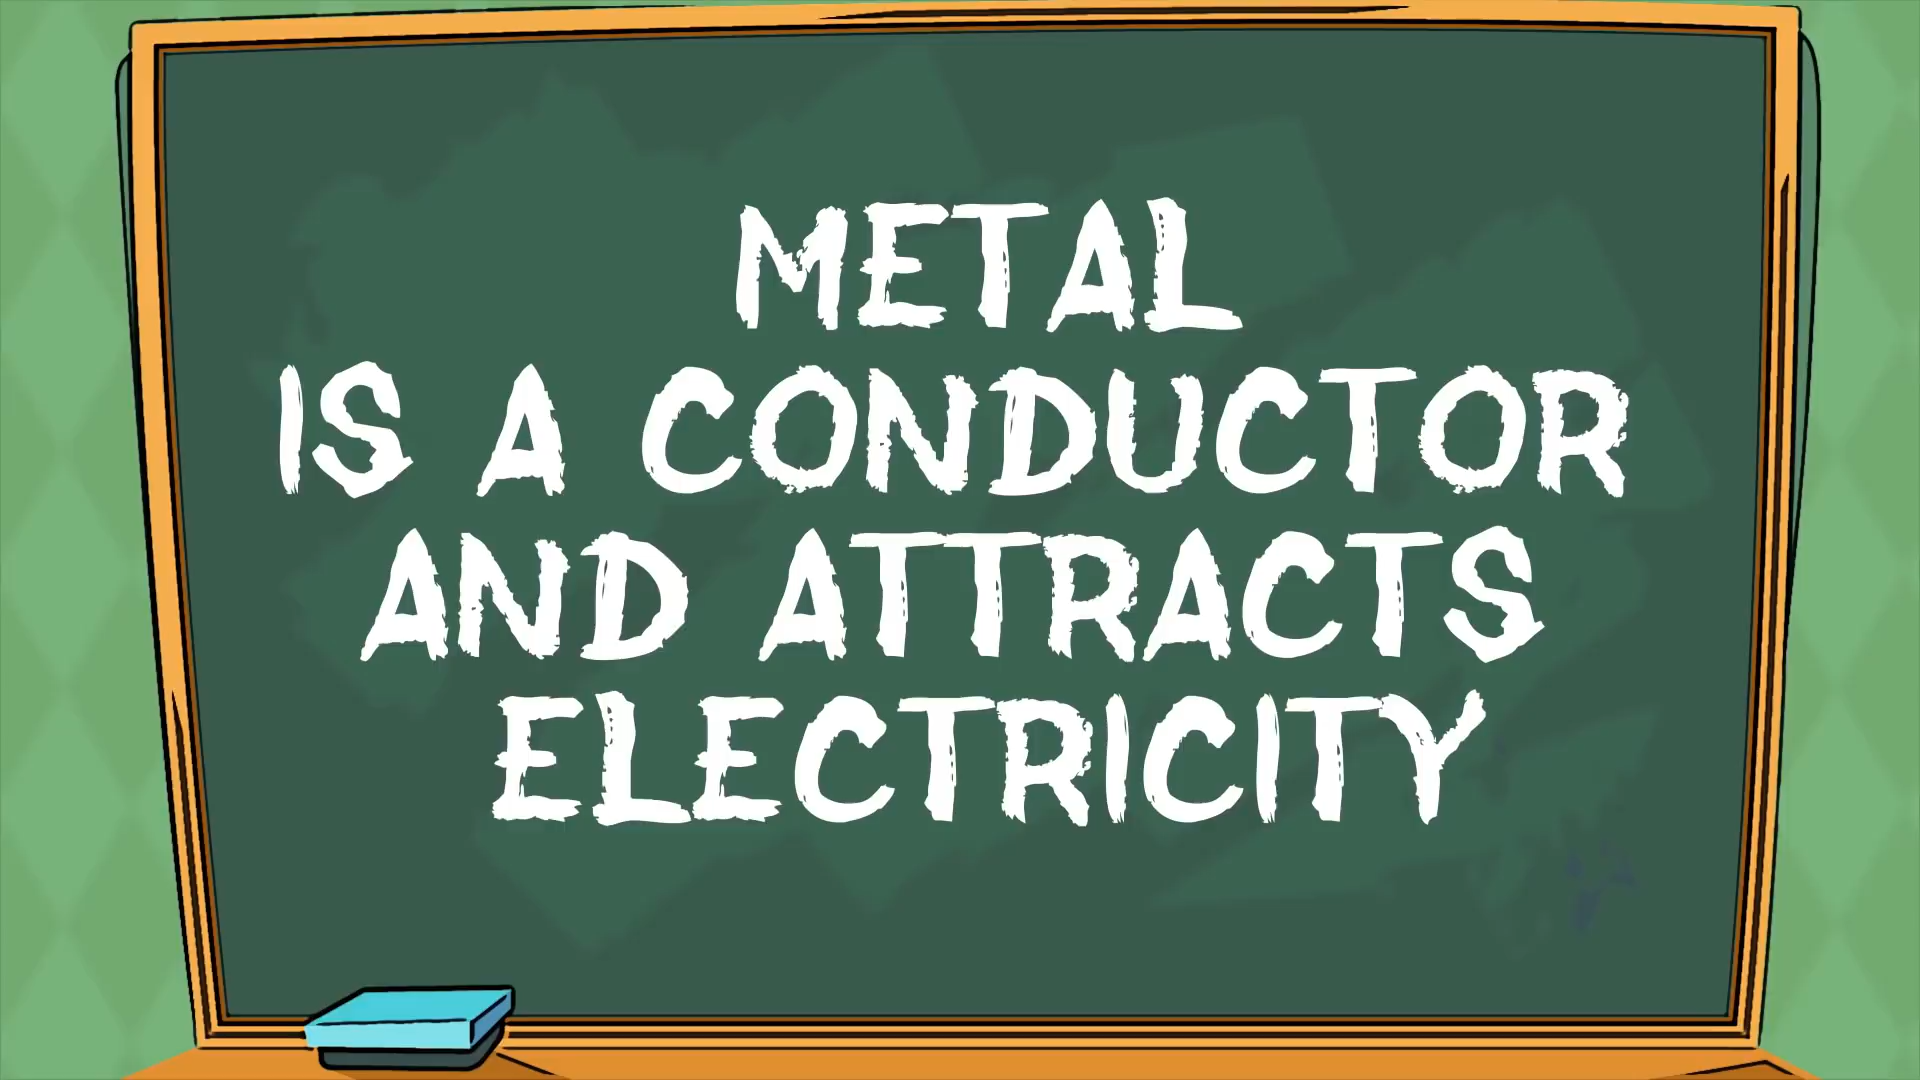 METAL
IS A CONDUCTOR
AND ATTRACTS
ELECTRICITY